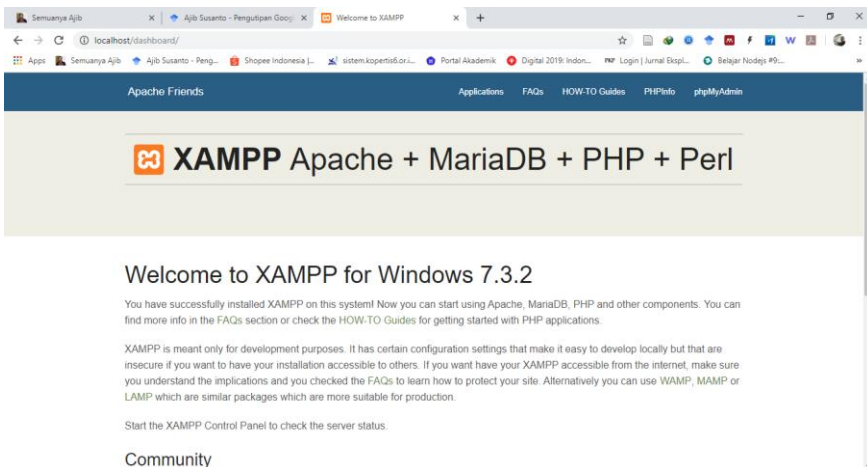 Semuanya Ajib
Ajib Susanto - Pengutipan Goog
Welcome to XAMPP
localhost/dashboard/
Apps
Semuanya Ajib
Ajib Susanto - Peng...
Shopee Indonesia |...
sistem.kopertis6.or.i...
Portal Akademik
Digital 2019: Indon...
Login | Jurnal Ekspl...
Belajar Nodejs #9:...
Apache Friends
Applications
FAQs
HOW-TO Guides
PHPInfo
phpMyAdmin
XAMPP Apache + MariaDB + PHP + Perl
Welcome to XAMPP for Windows 7.3.2
You have successfully installed XAMPP on this system! Now you can start using Apache, MariaDB, PHP and other components. You can
find more info in the FAQs section or check the HOW-TO Guides for getting started with PHP applications.
XAMPP is meant only for development purposes. It has certain configuration settings that make it easy to develop locally but that are
insecure if you want to have your installation accessible to others. If you want have your XAMPP accessible from the internet, make sure
you understand the implications and you checked the FAQs to learn how to protect your site. Alternatively you can use WAMP, MAMP or
LAMP which are similar packages which are more suitable for production.
Start the XAMPP Control Panel to check the server status.
Community